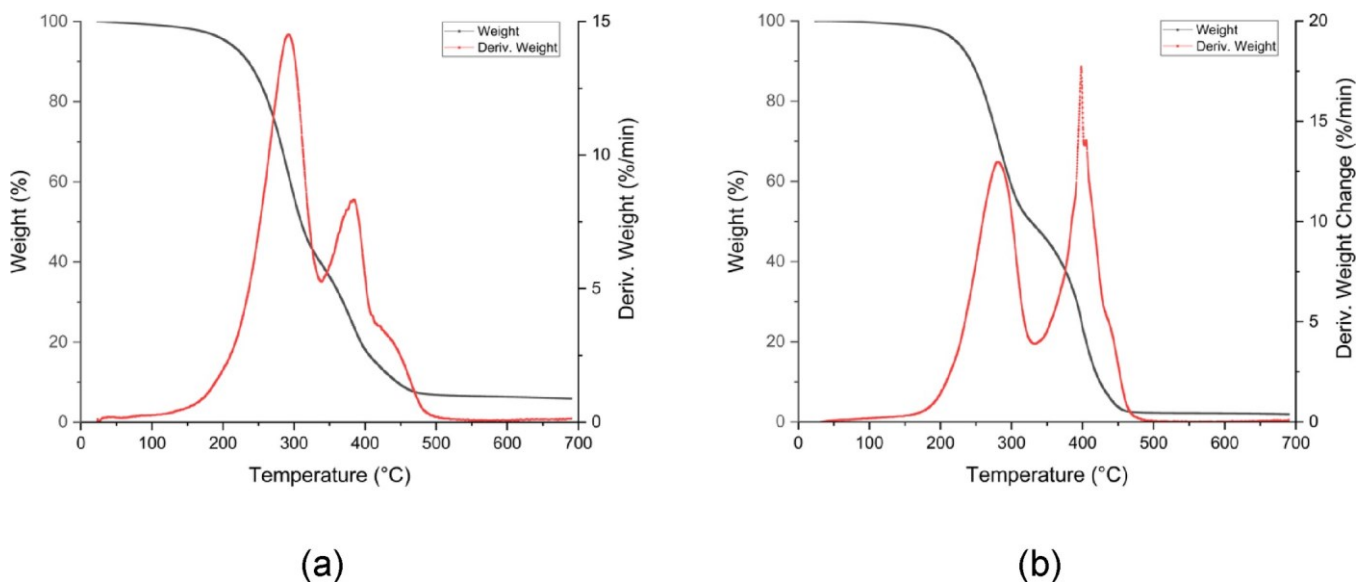 Weight
Deriv. Weight
Weight (%)
100
80
60
40
20
0
15
10
5
0
Deriv. Weight (%/min)
0 100 200 300 400 500 600 700
Temperature (°C)
(a)
Weight
Deriv. Weight
Weight (%)
100
80
60
40
20
0
20
15
10
5
0
Deriv. Weight Change (%/min)
0 100 200 300 400 500 600 700
Temperature (°C)
(b)